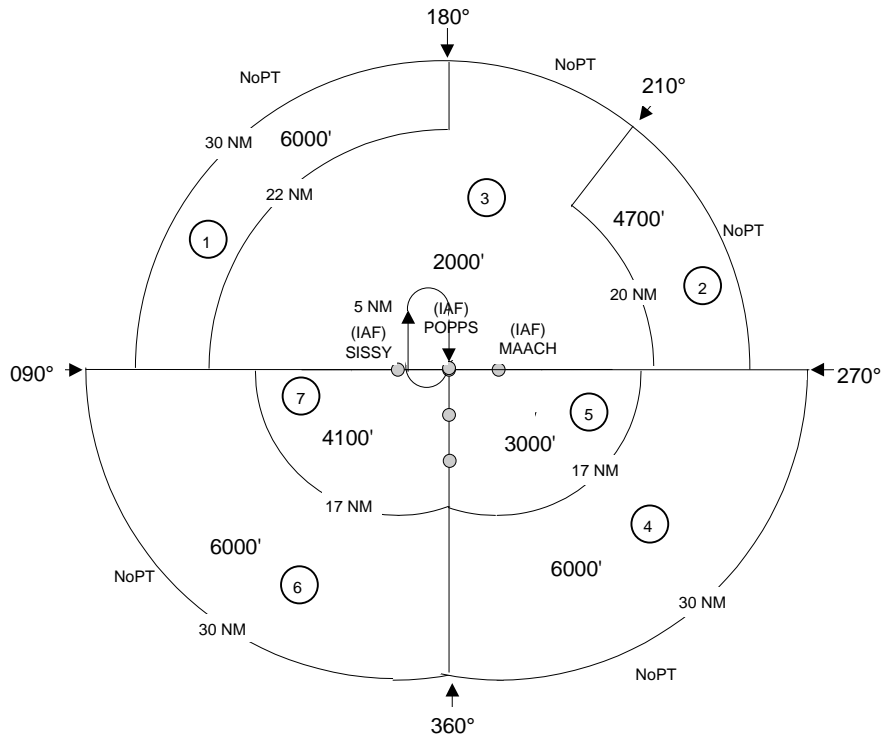 180°
NoPT
NoPT
210°
30 NM
6000'
22 NM
3
4700'
NoPT
1
2000'
2
5 NM
(IAF)
POPPS
20 NM
(IAF)
SISSY
(IAF)
MAACH
090°
270°
7
5
4100'
3000'
17 NM
17 NM
4
6000'
6000'
NoPT
6
30 NM
30 NM
NoPT
360°